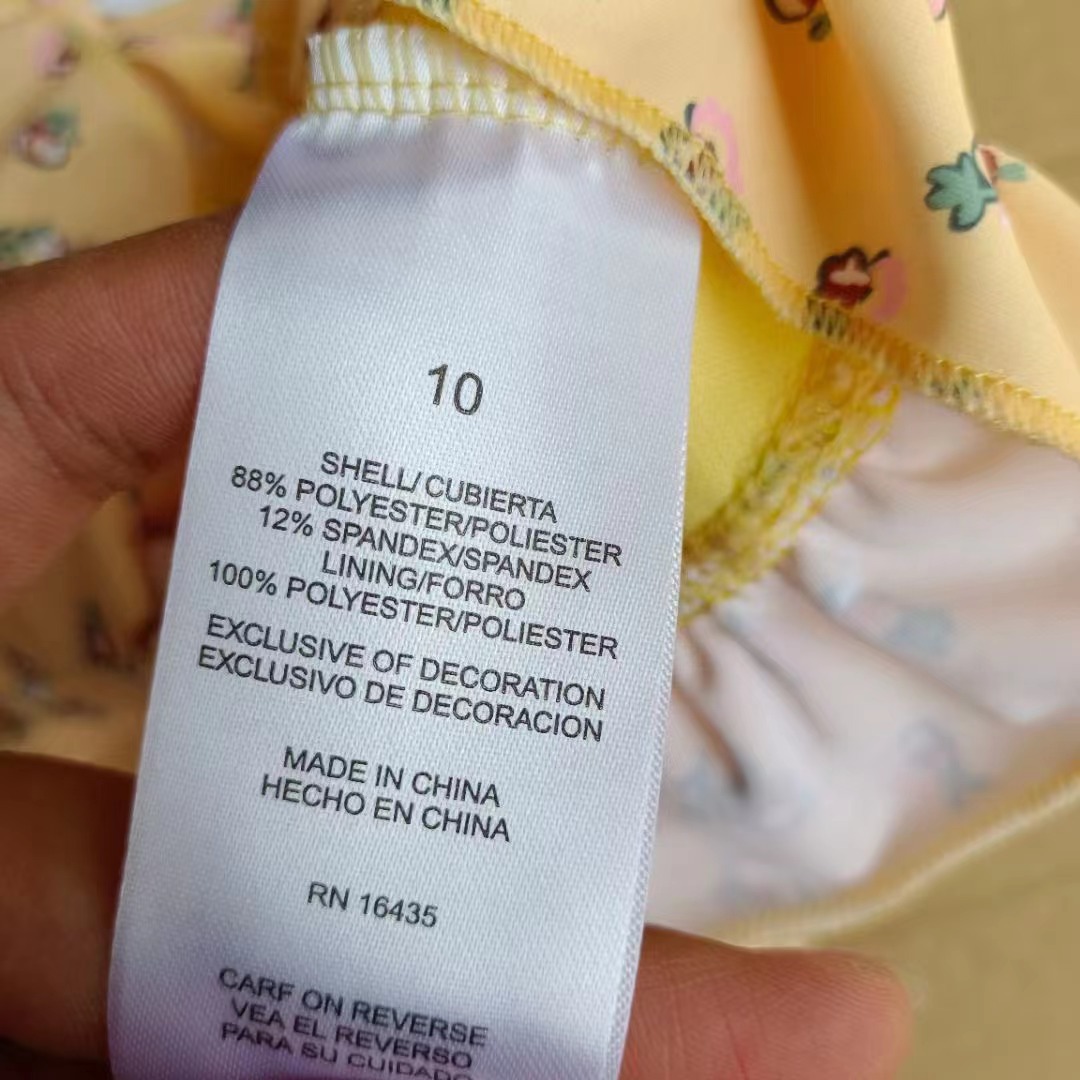 10
SHELL/CUBIERTA
88% POLYESTER/POLIESTER
12% SPANDEX/SPANDEX
LINING/FORRO
100% POLYESTER/POLIESTER
EXCLUSIVE OF DECORATION
EXCLUSIVO DE DECORACION
MADE IN CHINA
HECHO EN CHINA
RN 16435
CARF ON REVERSE
VEA EL REVERSO
PARA SU CUIDADO